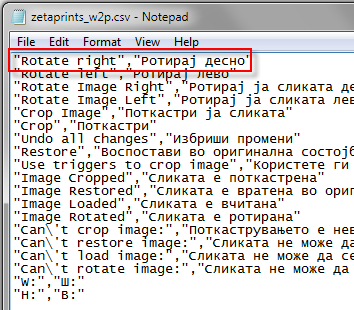 zetaprints_w2p.csv - Notepad
File Edit Format View Help
"Rotate right","Ротирај десно"
"Rotate left","Ротирај лево"
"Rotate Image Right","Ротирај ја сликата де
"Rotate Image Left","Ротирај ја сликата лев
"Crop Image","Поткастри ја сликата"
"Crop","Поткастри"
"Undo all changes","Избриши промени"
"Restore","Воспостави во оригинална состојб
"Use triggers to crop image","Користете ги
"Image Cropped","Сликата е поткастрена"
"Image Restored","Сликата е вратена во ориг
"Image Loaded","Сликата е вчитана"
"Image Rotated","Сликата е ротирана"
"Can\'t crop image:","Поткаструвањето е нев
"Can\'t restore image:","Сликата не може да
"Can\'t load image:","Сликата не може да се
"Can\'t rotate image:","Сликата не може да
"W:","Ш:"
"H:","В:"